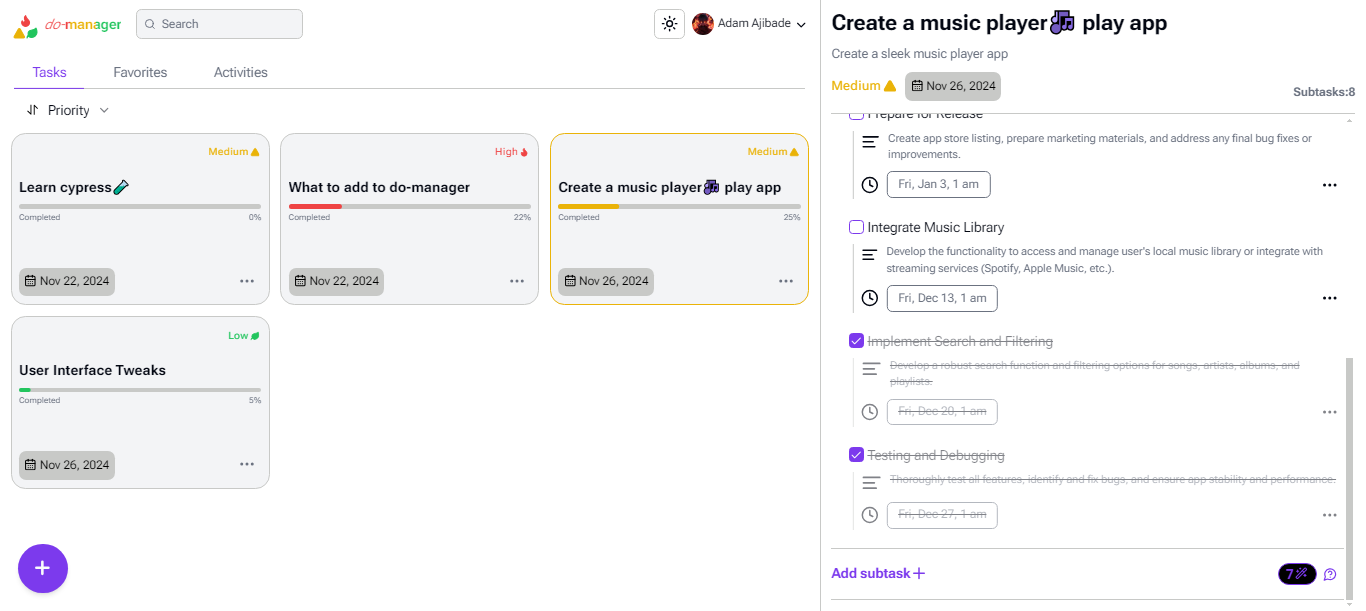 do-manager
Search
Adam Ajibade
Tasks
Favorites
Activities
Priority
Medium
Learn cypress
Completed
0%
Nov 22, 2024
High
What to add to do-manager
Completed
22%
Nov 22, 2024
Medium
Create a music player play app
Completed
25%
Nov 26, 2024
Low
User Interface Tweaks
Completed
5%
Nov 26, 2024
+
Create a music player play app
Create a sleek music player app
Medium
Nov 26, 2024
Subtasks:8
Prepare for Release
Create app store listing, prepare marketing materials, and address any final bug fixes or
improvements.
Fri, Jan 3, 1 am
Integrate Music Library
Develop the functionality to access and manage user's local music library or integrate with
streaming services (Spotify, Apple Music, etc.).
Fri, Dec 13, 1 am
Implement Search and Filtering
Develop a robust search function and filtering options for songs, artists, albums, and
playlists.
Fri, Dec 20, 1 am
Testing and Debugging
Thoroughly test all features, identify and fix bugs, and ensure app stability and performance.
Fri, Dec 27, 1 am
Add subtask+
7